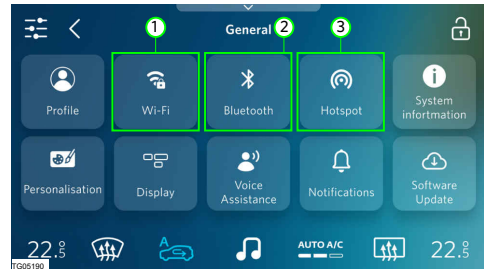 1 General 2 3
Profile Wi-Fi Bluetooth Hotspot System
infortmation
Personalisation Display Voice
Assistance Notifications Software
Update
22.5° A AUTO A/C 22.5°
TG05190